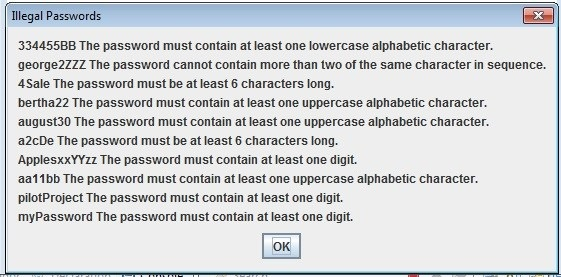 Illegal Passwords
334455BB The password must contain at least one lowercase alphabetic character.
george2ZZZ The password cannot contain more than two of the same character in sequence.
4Sale The password must be at least 6 characters long.
bertha22 The password must contain at least one uppercase alphabetic character.
august30 The password must contain at least one uppercase alphabetic character.
a2cDe The password must be at least 6 characters long.
ApplesxxYYzz The password must contain at least one digit.
aa11bb The password must contain at least one uppercase alphabetic character.
pilotProject The password must contain at least one digit.
myPassword The password must contain at least one digit.
OK